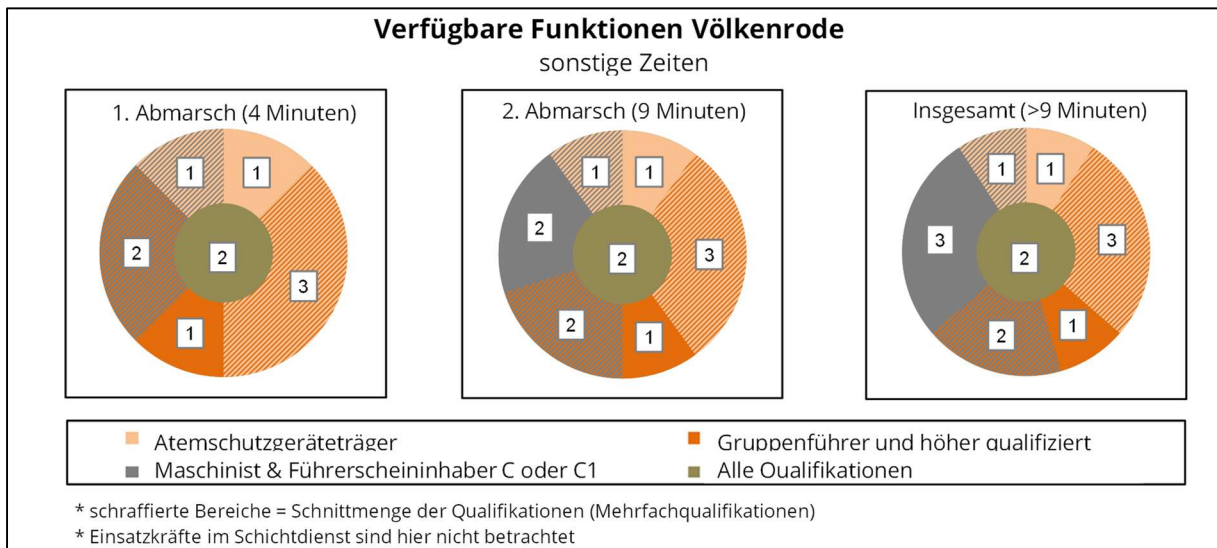 Verfügbare Funktionen Völkenrode
sonstige Zeiten
1. Abmarsch (4 Minuten)
1
1
2
2
3
1
2. Abmarsch (9 Minuten)
1
1
2
2
3
2
1
Insgesamt (>9 Minuten)
1
1
3
2
3
2
1
Atemschutzgeräteträger
Gruppenführer und höher qualifiziert
Maschinist & Führerscheininhaber C oder C1
Alle Qualifikationen
* schraffierte Bereiche = Schnittmenge der Qualifikationen (Mehrfachqualifikationen)
* Einsatzkräfte im Schichtdienst sind hier nicht betrachtet